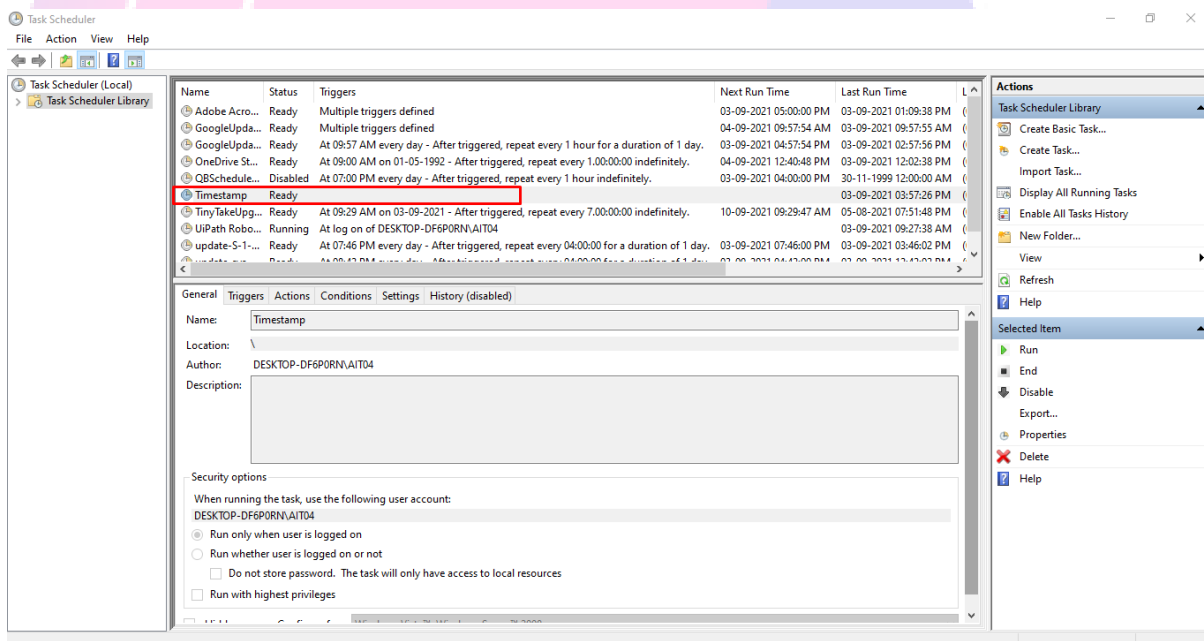 Task Scheduler
File Action View Help
Task Scheduler (Local)
Task Scheduler Library
Name Status Triggers Next Run Time Last Run Time L
Adobe Acro... Ready Multiple triggers defined 03-09-2021 05:00:00 PM 03-09-2021 01:09:38 PM (
GoogleUpda... Ready Multiple triggers defined 04-09-2021 09:57:54 AM 03-09-2021 09:57:55 AM (
GoogleUpda... Ready At 09:57 AM every day - After triggered, repeat every 1 hour for a duration of 1 day. 03-09-2021 04:57:54 PM 03-09-2021 02:57:56 PM (
OneDrive St... Ready At 09:00 AM on 01-05-1992 - After triggered, repeat every 1.00:00:00 indefinitely. 04-09-2021 12:40:48 PM 03-09-2021 12:02:38 PM (
QBSchedule... Disabled At 07:00 PM every day - After triggered, repeat every 1 hour indefinitely. 03-09-2021 04:00:00 PM 30-11-1999 12:00:00 AM (
Timestamp Ready 03-09-2021 03:57:26 PM (
TinyTakeUpg... Ready At 09:29 AM on 03-09-2021 - After triggered, repeat every 7.00:00:00 indefinitely. 10-09-2021 09:29:47 AM 05-08-2021 07:51:48 PM (
UiPath Robo... Running At log on of DESKTOP-DF6P0RN\AIT04 03-09-2021 09:27:38 AM (
update-S-1-... Ready At 07:46 PM every day - After triggered, repeat every 04:00:00 for a duration of 1 day. 03-09-2021 07:46:00 PM 03-09-2021 03:46:02 PM (
General Triggers Actions Conditions Settings History (disabled)
Name: Timestamp
Location: \
Author: DESKTOP-DF6P0RN\AIT04
Description:
Security options
When running the task, use the following user account:
DESKTOP-DF6P0RN\AIT04
Run only when user is logged on
Run whether user is logged on or not
Do not store password. The task will only have access to local resources
Run with highest privileges
Actions
Task Scheduler Library
Create Basic Task...
Create Task...
Import Task...
Display All Running Tasks
Enable All Tasks History
New Folder...
View
Refresh
Help
Selected Item
Run
End
Disable
Export...
Properties
Delete
Help